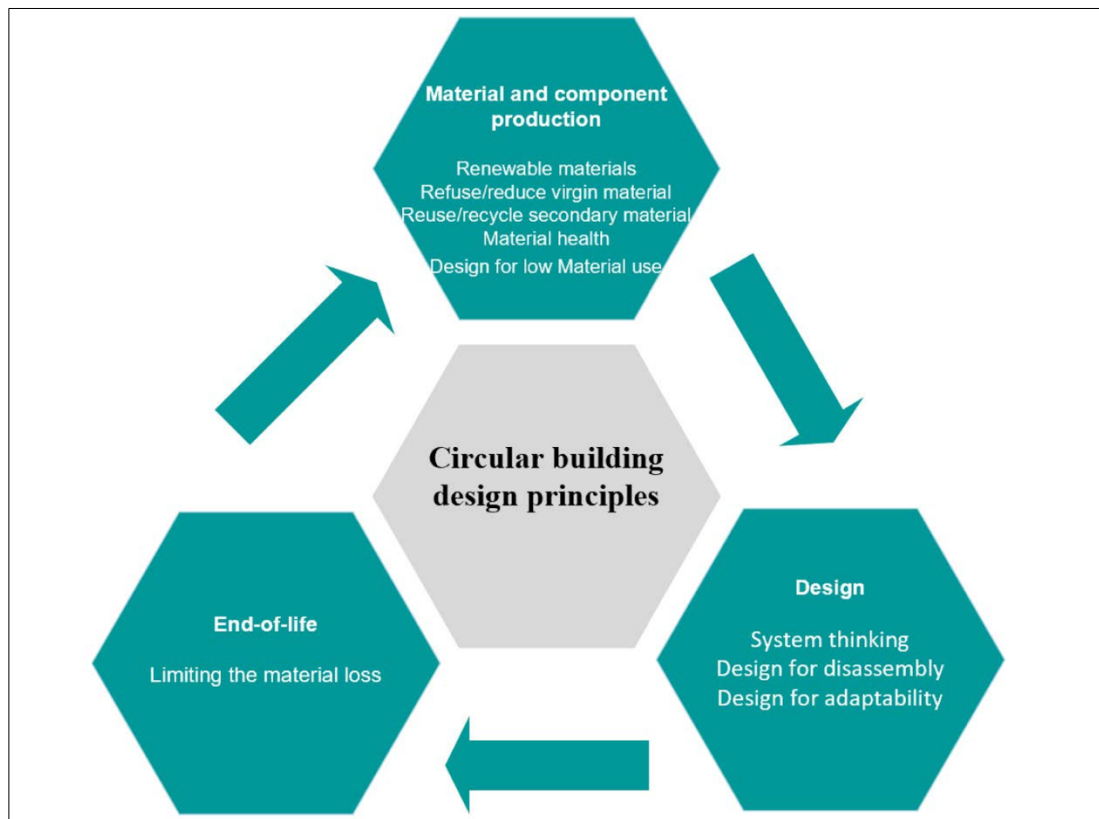 Material and component
production
Renewable materials
Refuse/reduce virgin material
Reuse/recycle secondary material
Material health
Design for low Material use
Circular building
design principles
Design
System thinking
Design for disassembly
Design for adaptability
End-of-life
Limiting the material loss